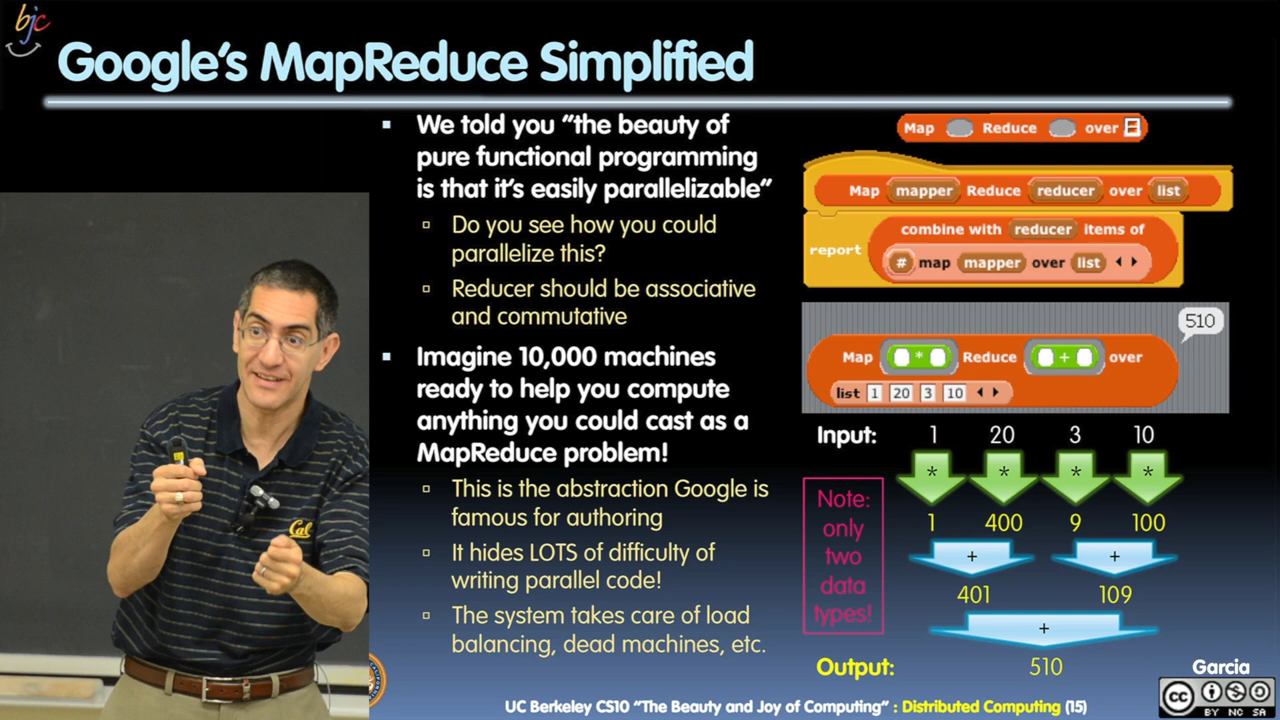 bjc
Google's MapReduce Simplified
We told you "the beauty of
pure functional programming
is that it's easily parallelizable"
Do you see how you could
parallelize this?
Reducer should be associative
and commutative
Imagine 10,000 machines
ready to help you compute
anything you could cast as a
MapReduce problem!
This is the abstraction Google is
famous for authoring
It hides LOTS of difficulty of
writing parallel code!
The system takes care of load
balancing, dead machines, etc.
Map Reduce over
Map mapper Reduce reducer over list
report
combine with reducer items of
# map mapper over list
510
Map * Reduce + over
list 1 20 3 10
Input: 1 20 3 10
* * * *
1 400 9 100
+ +
401 109
+
Output: 510
Note:
only
two
data
types!
Cal
Garcia
UC Berkeley CS10 "The Beauty and Joy of Computing" : Distributed Computing (15)
cc
BY NC SA